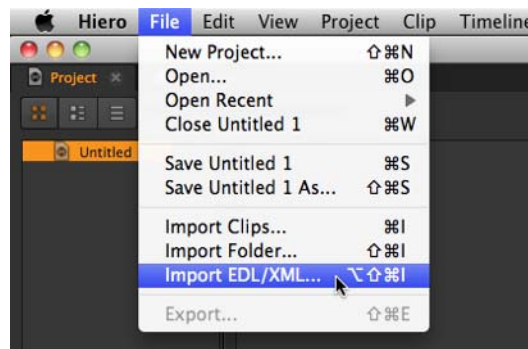 Hiero File Edit View Project Clip Timeline
Project
New Project... ⇧⌘N
Open... ⌘O
Open Recent ▶
Close Untitled 1 ⌘W
Untitled
Save Untitled 1 ⌘S
Save Untitled 1 As... ⇧⌘S
Import Clips... ⌘I
Import Folder... ⇧⌘I
Import EDL/XML... ⌥⇧⌘I
Export... ⇧⌘E